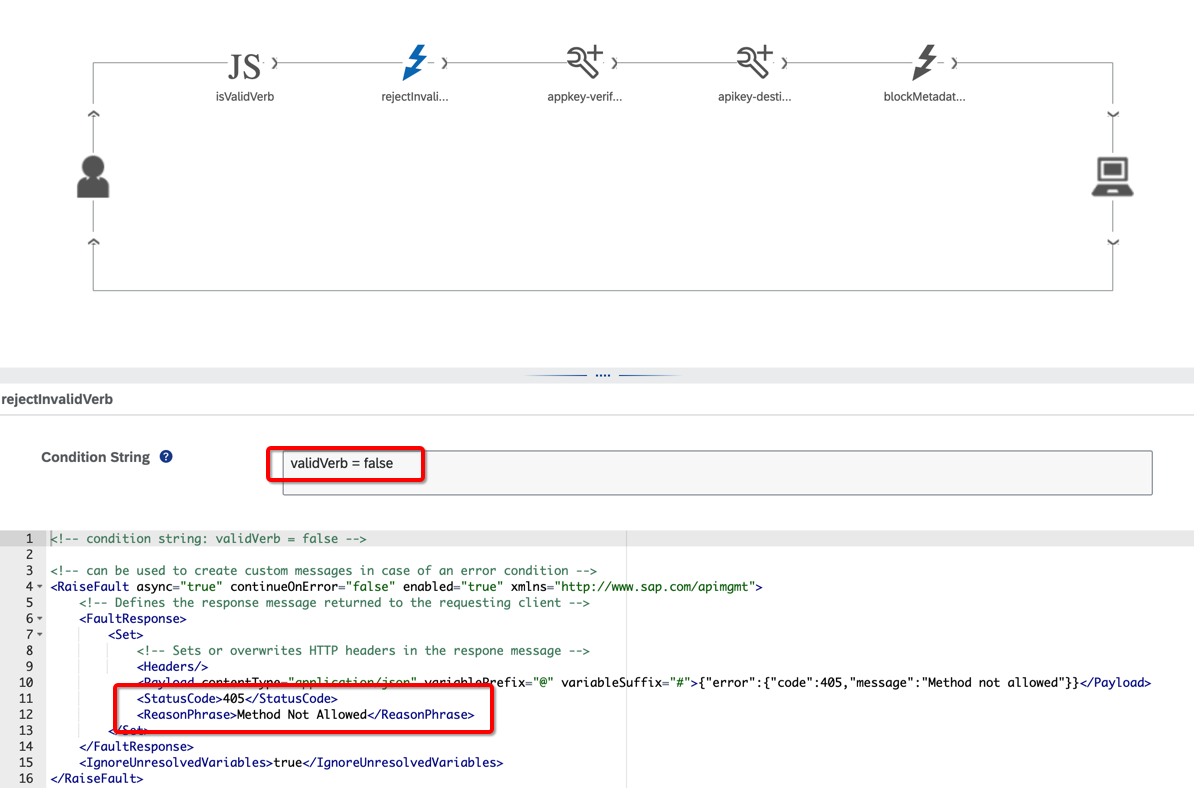 JS
isValidVerb
rejectInvali...
appkey-verif...
apikey-desti...
blockMetadat...
rejectInvalidVerb
Condition String ?
validVerb = false
1 <!-- condition string: validVerb = false -->
2
3 <!-- can be used to create custom messages in case of an error condition -->
4 <RaiseFault async="true" continueOnError="false" enabled="true" xmlns="http://www.sap.com/apimgmt">
5 <!-- Defines the response message returned to the requesting client -->
6 <FaultResponse>
7 <Set>
8 <!-- Sets or overwrites HTTP headers in the respone message -->
9 <Headers/>
10 <Payload contentType="application/json" variablePrefix="@" variableSuffix="#">{"error":{"code":405,"message":"Method not allowed"}}</Payload>
11 <StatusCode>405</StatusCode>
12 <ReasonPhrase>Method Not Allowed</ReasonPhrase>
13 </Set>
14 </FaultResponse>
15 <IgnoreUnresolvedVariables>true</IgnoreUnresolvedVariables>
16 </RaiseFault>